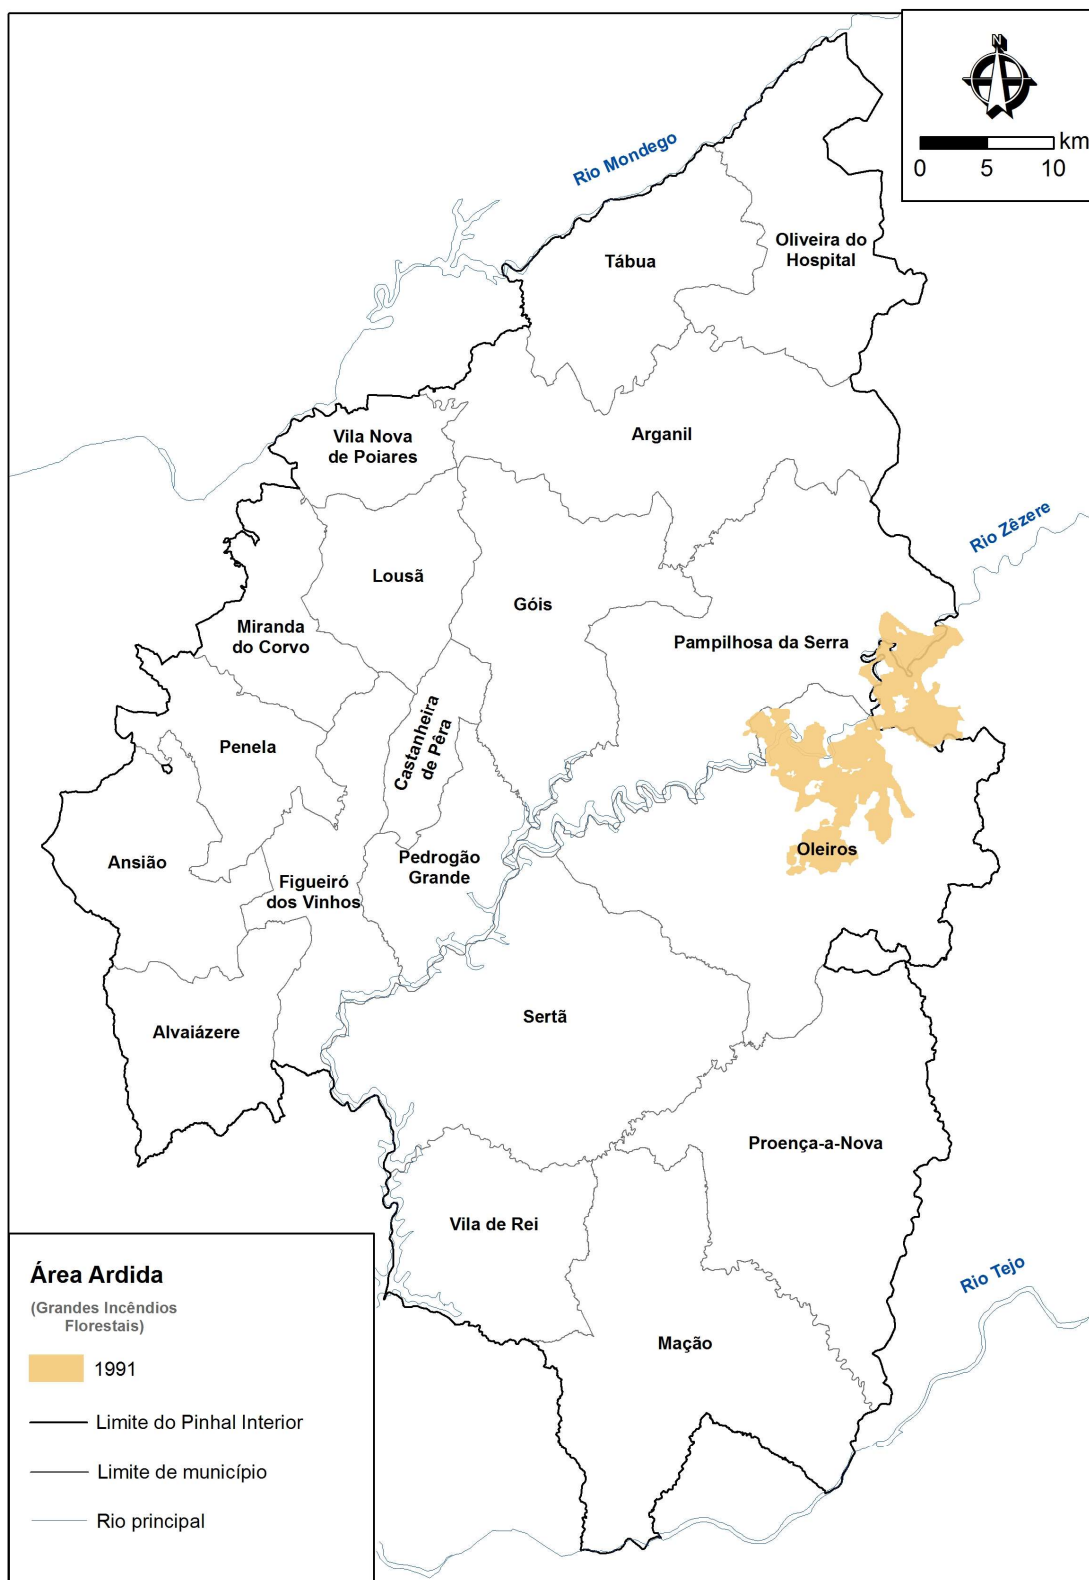 N
km
0 5 10
Rio Mondego
Oliveira do
Hospital
Tábua
Arganil
Vila Nova
de Poiares
Rio Zêzere
Lousã
Góis
Miranda
do Corvo
Pampilhosa da Serra
Castanheira
de Pêra
Penela
Ansião
Pedrogão
Grande
Oleiros
Figueiró
dos Vinhos
Sertã
Alvaiázere
Proença-a-Nova
Vila de Rei
Rio Tejo
Mação
Área Ardida
(Grandes Incêndios
Florestais)
1991
Limite do Pinhal Interior
Limite de município
Rio principal